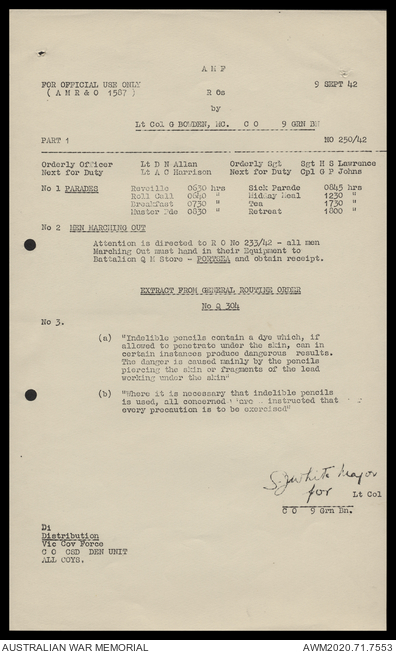 A M F
FOR OFFICIAL USE ONLY
9 SEPT 42
( A M R & O 1587 )
R Os
by
Lt Col G BOWDEN, MC. C O 9 GRN BN
PART 1
NO 250/42
Orderly Officer Lt D N Allan Orderly Sgt Sgt H S Lawrence
Next for Duty Lt A C Harrison Next for Duty Cpl G P Johns
No 1 PARADES Reveille 0630 hrs Sick Parade 0845 hrs
Roll Call 0640 " Midday Meal 1230 "
Breakfast 0730 " Tea 1730 "
Muster Pde 0830 " Retreat 1800 "
No 2 MEN MARCHING OUT
Attention is directed to R O No 233/42 - all men
Marching Out must hand in their Equipment to
Battalion Q M Store - PORTSEA and obtain receipt.
EXTRACT FROM GENERAL ROUTINE ORDER
No Q 304
No 3.
(a) "Indelible pencils contain a dye which, if
allowed to penetrate under the skin, can in
certain instances produce dangerous results.
The danger is caused mainly by the pencils
piercing the skin or fragments of the lead
working under the skin"
(b) "Where it is necessary that indelible pencils
is used, all concerned are instructed that
every precaution is to be exercised"
S. J. White Major
for Lt Col
C O 9 Grn Bn.
Di
Distribution
Vic Cov Force
C O CSD DEN UNIT
ALL COYS.
AUSTRALIAN WAR MEMORIAL
AWM2020.71.7553